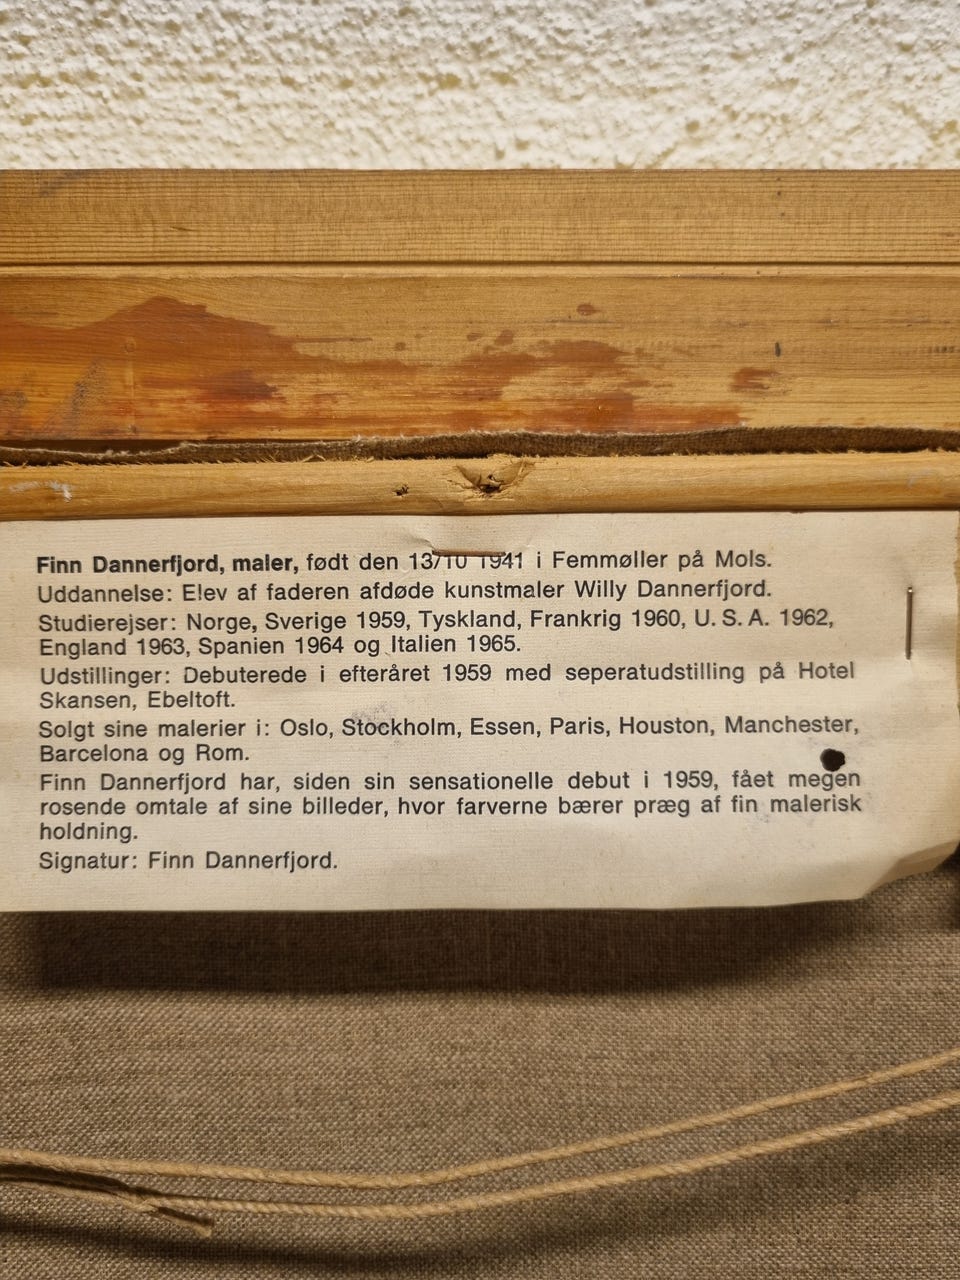 Finn Dannerfjord, maler, født den 13/10 1941 i Femmøller på Mols.
Uddannelse: Elev af faderen afdøde kunstmaler Willy Dannerfjord.
Studierejser: Norge, Sverige 1959, Tyskland, Frankrig 1960, U. S. A. 1962,
England 1963, Spanien 1964 og Italien 1965.
Udstillinger: Debuterede i efteråret 1959 med seperatudstilling på Hotel
Skansen, Ebeltoft.
Solgt sine malerier i: Oslo, Stockholm, Essen, Paris, Houston, Manchester,
Barcelona og Rom.
Finn Dannerfjord har, siden sin sensationelle debut i 1959, fået megen
rosende omtale af sine billeder, hvor farverne bærer præg af fin malerisk
holdning.
Signatur: Finn Dannerfjord.